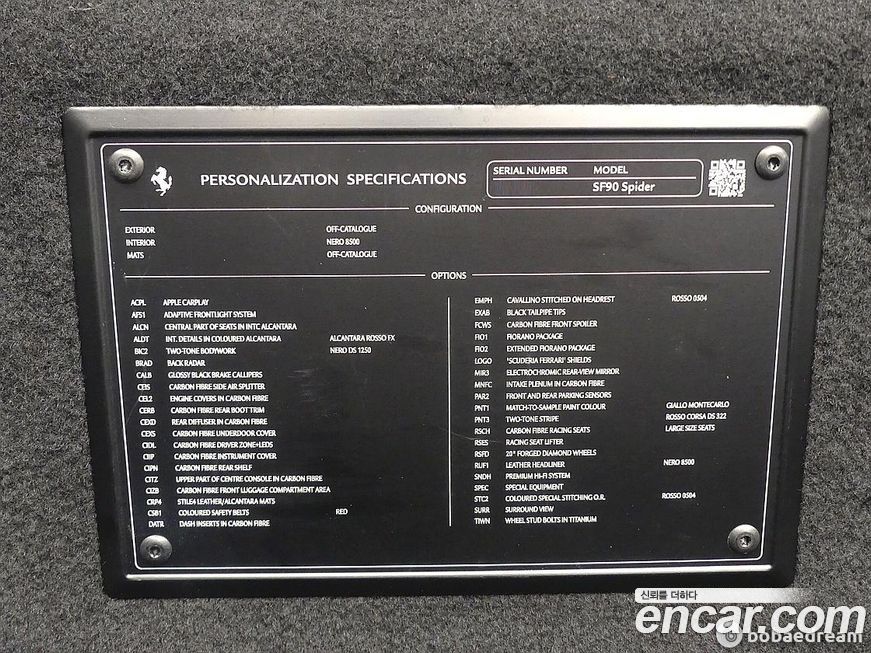 PERSONALIZATION SPECIFICATIONS
SERIAL NUMBER MODEL
SF90 Spider
CONFIGURATION
EXTERIOR OFF-CATALOGUE
INTERIOR NERO 8500
MATS OFF-CATALOGUE
OPTIONS
ACPL APPLE CARPLAY
AFS1 ADAPTIVE FRONTLIGHT SYSTEM
ALCN CENTRAL PART OF SEATS IN INTC ALCANTARA
ALDT INT. DETAILS IN COLOURED ALCANTARA ALCANTARA ROSSO FX
BIC2 TWO-TONE BODYWORK NERO DS 1250
BRAD BACK RADAR
CALB GLOSSY BLACK BRAKE CALLIPERS
CEIS CARBON FIBRE SIDE AIR SPLITTER
CEL2 ENGINE COVERS IN CARBON FIBRE
CERB CARBON FIBRE REAR BOOT TRIM
CEXD REAR DIFFUSER IN CARBON FIBRE
CEXS CARBON FIBRE UNDERDOOR COVER
CIDL CARBON FIBRE DRIVER ZONE+LEDS
CIIP CARBON FIBRE INSTRUMENT COVER
CIPN CARBON FIBRE REAR SHELF
CITZ UPPER PART OF CENTRE CONSOLE IN CARBON FIBRE
CIZB CARBON FIBRE FRONT LUGGAGE COMPARTMENT AREA
CRP4 STILE4 LEATHER/ALCANTARA MATS
CSB1 COLOURED SAFETY BELTS RED
DATR DASH INSERTS IN CARBON FIBRE
EMPH CAVALLINO STITCHED ON HEADREST ROSSO 0504
EXAB BLACK TAILPIPE TIPS
FCWS CARBON FIBRE FRONT SPOILER
FIO1 FIORANO PACKAGE
FIO2 EXTENDED FIORANO PACKAGE
LOGO "SCUDERIA FERRARI" SHIELDS
MIR3 ELECTROCHROMIC REAR-VIEW MIRROR
MNFC INTAKE PLENUM IN CARBON FIBRE
PAR2 FRONT AND REAR PARKING SENSORS
PNT1 MATCH-TO-SAMPLE PAINT COLOUR GIALLO MONTECARLO
PNT3 TWO-TONE STRIPE ROSSO CORSA DS 322
RSCH CARBON FIBRE RACING SEATS LARGE SIZE SEATS
RSES RACING SEAT LIFTER
RSFD 20" FORGED DIAMOND WHEELS
RUF1 LEATHER HEADLINER NERO 8500
SNDH PREMIUM HI-FI SYSTEM
SPEC SPECIAL EQUIPMENT
STC2 COLOURED SPECIAL STITCHING O.R. ROSSO 0504
SURR SURROUND VIEW
TIWN WHEEL STUD BOLTS IN TITANIUM
신뢰를 더하다
encar.com
bobaedream